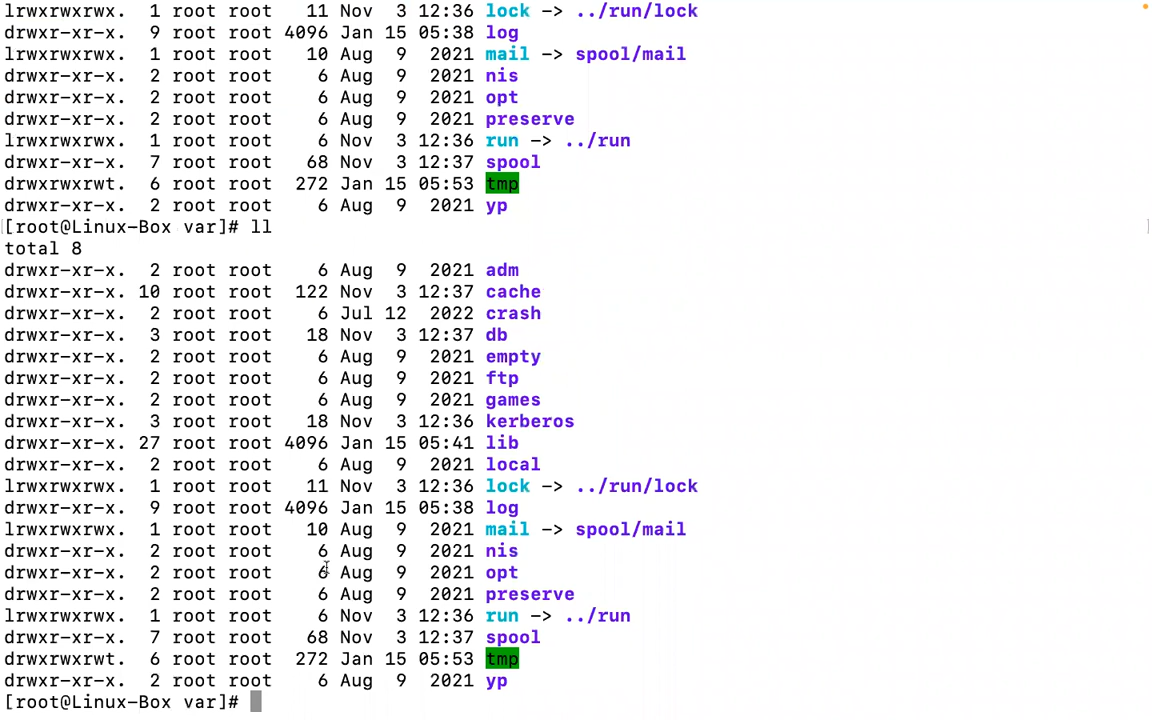 lrwxrwxrwx.  1 root root   11 Nov  3 12:36 lock -> ../run/lock
drwxr-xr-x.  9 root root 4096 Jan 15 05:38 log
lrwxrwxrwx.  1 root root   10 Aug  9  2021 mail -> spool/mail
drwxr-xr-x.  2 root root    6 Aug  9  2021 nis
drwxr-xr-x.  2 root root    6 Aug  9  2021 opt
drwxr-xr-x.  2 root root    6 Aug  9  2021 preserve
lrwxrwxrwx.  1 root root    6 Nov  3 12:36 run -> ../run
drwxr-xr-x.  7 root root   68 Nov  3 12:37 spool
drwxrwxrwt.  6 root root  272 Jan 15 05:53 tmp
drwxr-xr-x.  2 root root    6 Aug  9  2021 yp
[root@Linux-Box var]# ll
total 8
drwxr-xr-x.  2 root root    6 Aug  9  2021 adm
drwxr-xr-x. 10 root root  122 Nov  3 12:37 cache
drwxr-xr-x.  2 root root    6 Jul 12  2022 crash
drwxr-xr-x.  3 root root   18 Nov  3 12:37 db
drwxr-xr-x.  2 root root    6 Aug  9  2021 empty
drwxr-xr-x.  2 root root    6 Aug  9  2021 ftp
drwxr-xr-x.  2 root root    6 Aug  9  2021 games
drwxr-xr-x.  3 root root   18 Nov  3 12:36 kerberos
drwxr-xr-x. 27 root root 4096 Jan 15 05:41 lib
drwxr-xr-x.  2 root root    6 Aug  9  2021 local
lrwxrwxrwx.  1 root root   11 Nov  3 12:36 lock -> ../run/lock
drwxr-xr-x.  9 root root 4096 Jan 15 05:38 log
lrwxrwxrwx.  1 root root   10 Aug  9  2021 mail -> spool/mail
drwxr-xr-x.  2 root root    6 Aug  9  2021 nis
drwxr-xr-x.  2 root root    6 Aug  9  2021 opt
drwxr-xr-x.  2 root root    6 Aug  9  2021 preserve
lrwxrwxrwx.  1 root root    6 Nov  3 12:36 run -> ../run
drwxr-xr-x.  7 root root   68 Nov  3 12:37 spool
drwxrwxrwt.  6 root root  272 Jan 15 05:53 tmp
drwxr-xr-x.  2 root root    6 Aug  9  2021 yp
[root@Linux-Box var]#